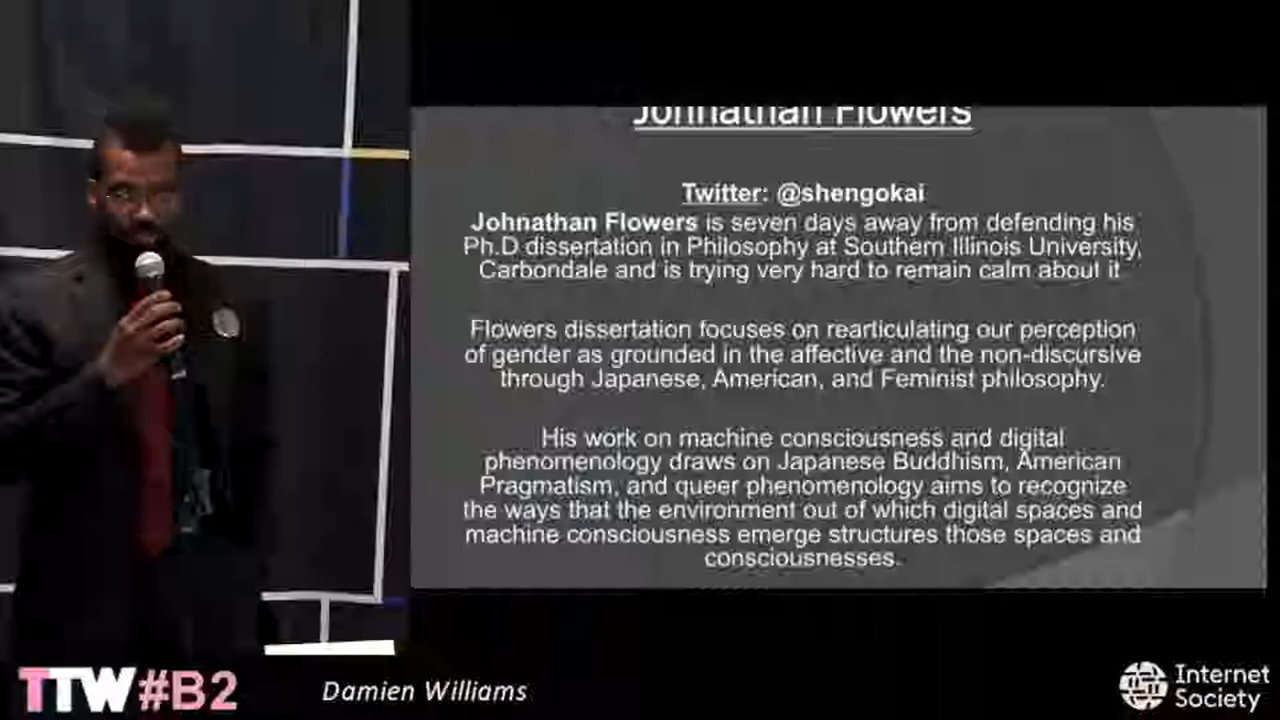 Johnathan Flowers
Twitter: @shengokai
Johnathan Flowers is seven days away from defending his
Ph.D dissertation in Philosophy at Southern Illinois University,
Carbondale and is trying very hard to remain calm about it
Flowers dissertation focuses on rearticulating our perception
of gender as grounded in the affective and the non-discursive
through Japanese, American, and Feminist philosophy.
His work on machine consciousness and digital
phenomenology draws on Japanese Buddhism, American
Pragmatism, and queer phenomenology aims to recognize
the ways that the environment out of which digital spaces and
machine consciousness emerge structures those spaces and
consciousnesses.
TTW#B2
Damien Williams
Internet
Society